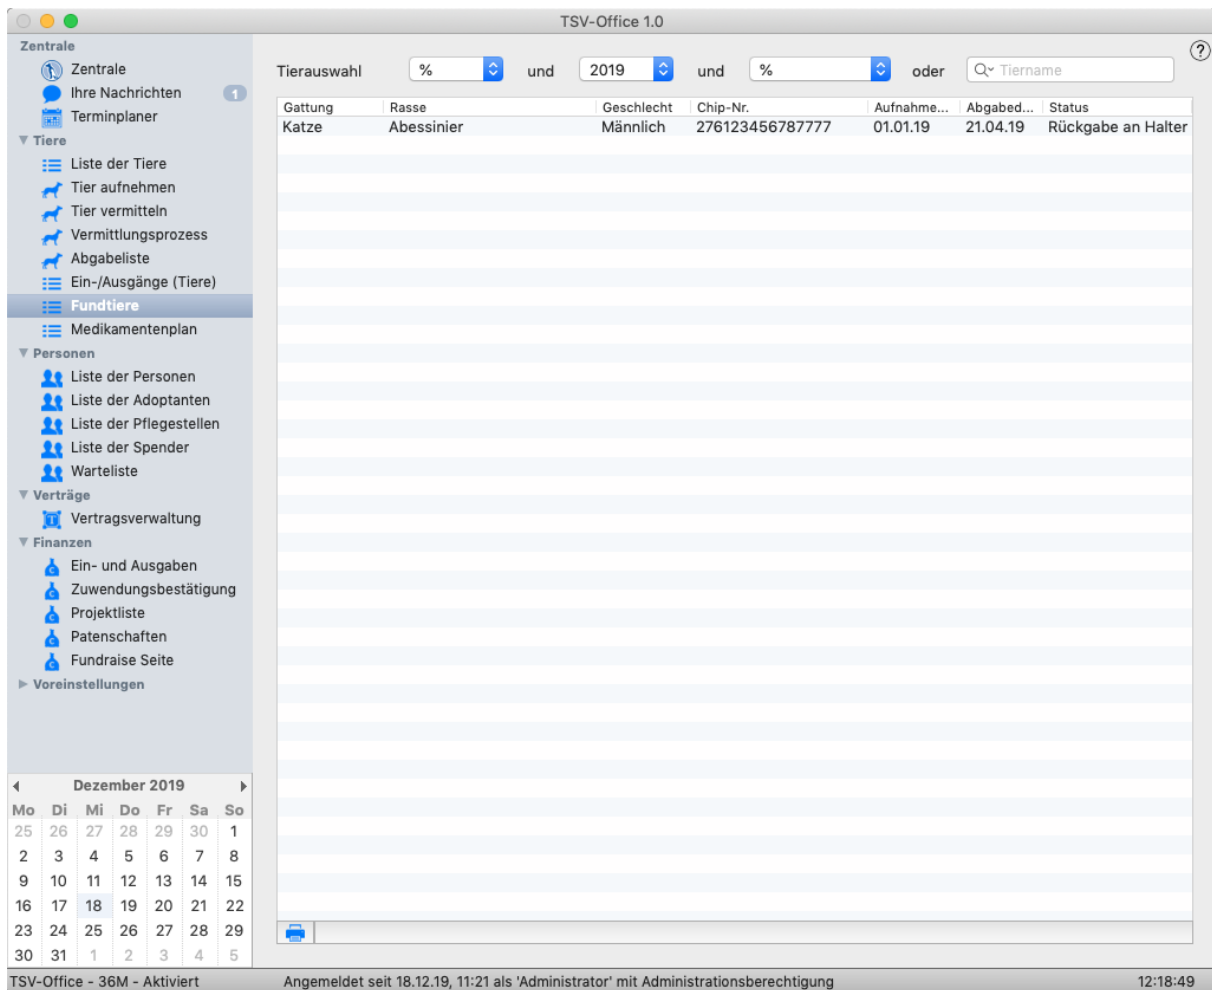 TSV-Office 1.0
Zentrale
Zentrale
Ihre Nachrichten 1
Terminplaner
Tiere
Liste der Tiere
Tier aufnehmen
Tier vermitteln
Vermittlungsprozess
Abgabeliste
Ein-/Ausgänge (Tiere)
Fundtiere
Medikamentenplan
Personen
Liste der Personen
Liste der Adoptanten
Liste der Pflegestellen
Liste der Spender
Warteliste
Verträge
Vertragsverwaltung
Finanzen
Ein- und Ausgaben
Zuwendungsbestätigung
Projektliste
Patenschaften
Fundraise Seite
Voreinstellungen
Dezember 2019
Mo Di Mi Do Fr Sa So
25 26 27 28 29 30 1
2 3 4 5 6 7 8
9 10 11 12 13 14 15
16 17 18 19 20 21 22
23 24 25 26 27 28 29
30 31 1 2 3 4 5
?
Tierauswahl % und 2019 und % oder Tiername
Gattung Rasse Geschlecht Chip-Nr. Aufnahme... Abgabed... Status
Katze Abessinier Männlich 276123456787777 01.01.19 21.04.19 Rückgabe an Halter
TSV-Office - 36M - Aktiviert Angemeldet seit 18.12.19, 11:21 als 'Administrator' mit Administrationsberechtigung 12:18:49